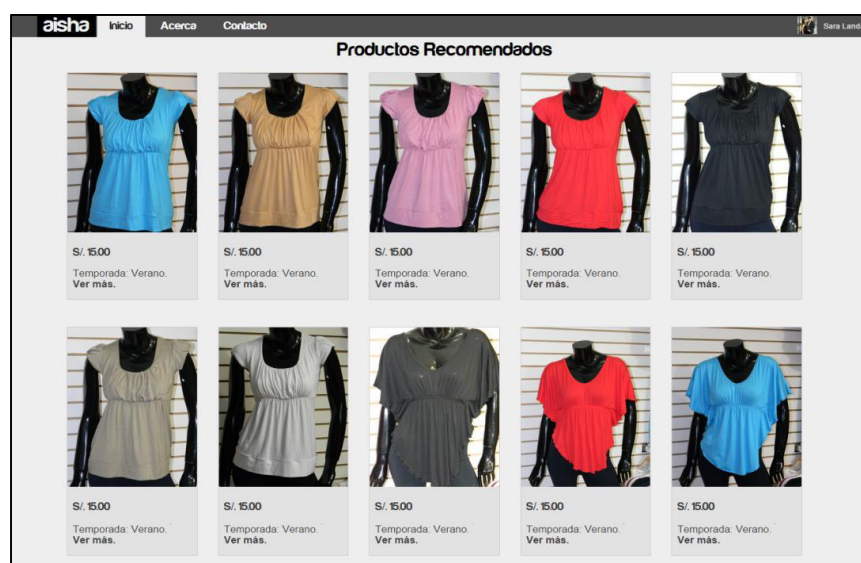 aisha Inicio Acerca Contacto Sara Land
Productos Recomendados
S/. 15.00 S/. 15.00 S/. 15.00 S/. 15.00 S/. 15.00
Temporada: Verano. Temporada: Verano. Temporada: Verano. Temporada: Verano. Temporada: Verano.
Ver más. Ver más. Ver más. Ver más. Ver más.
S/. 15.00 S/. 15.00 S/. 15.00 S/. 15.00 S/. 15.00
Temporada: Verano. Temporada: Verano. Temporada: Verano. Temporada: Verano. Temporada: Verano.
Ver más. Ver más. Ver más. Ver más. Ver más.